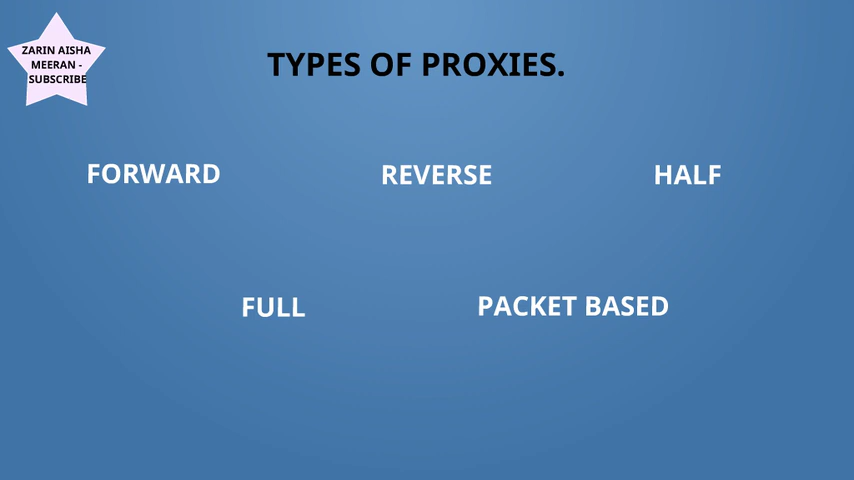 ZARIN AISHA
MEERAN -
SUBSCRIBE
TYPES OF PROXIES.
FORWARD
REVERSE
HALF
FULL
PACKET BASED